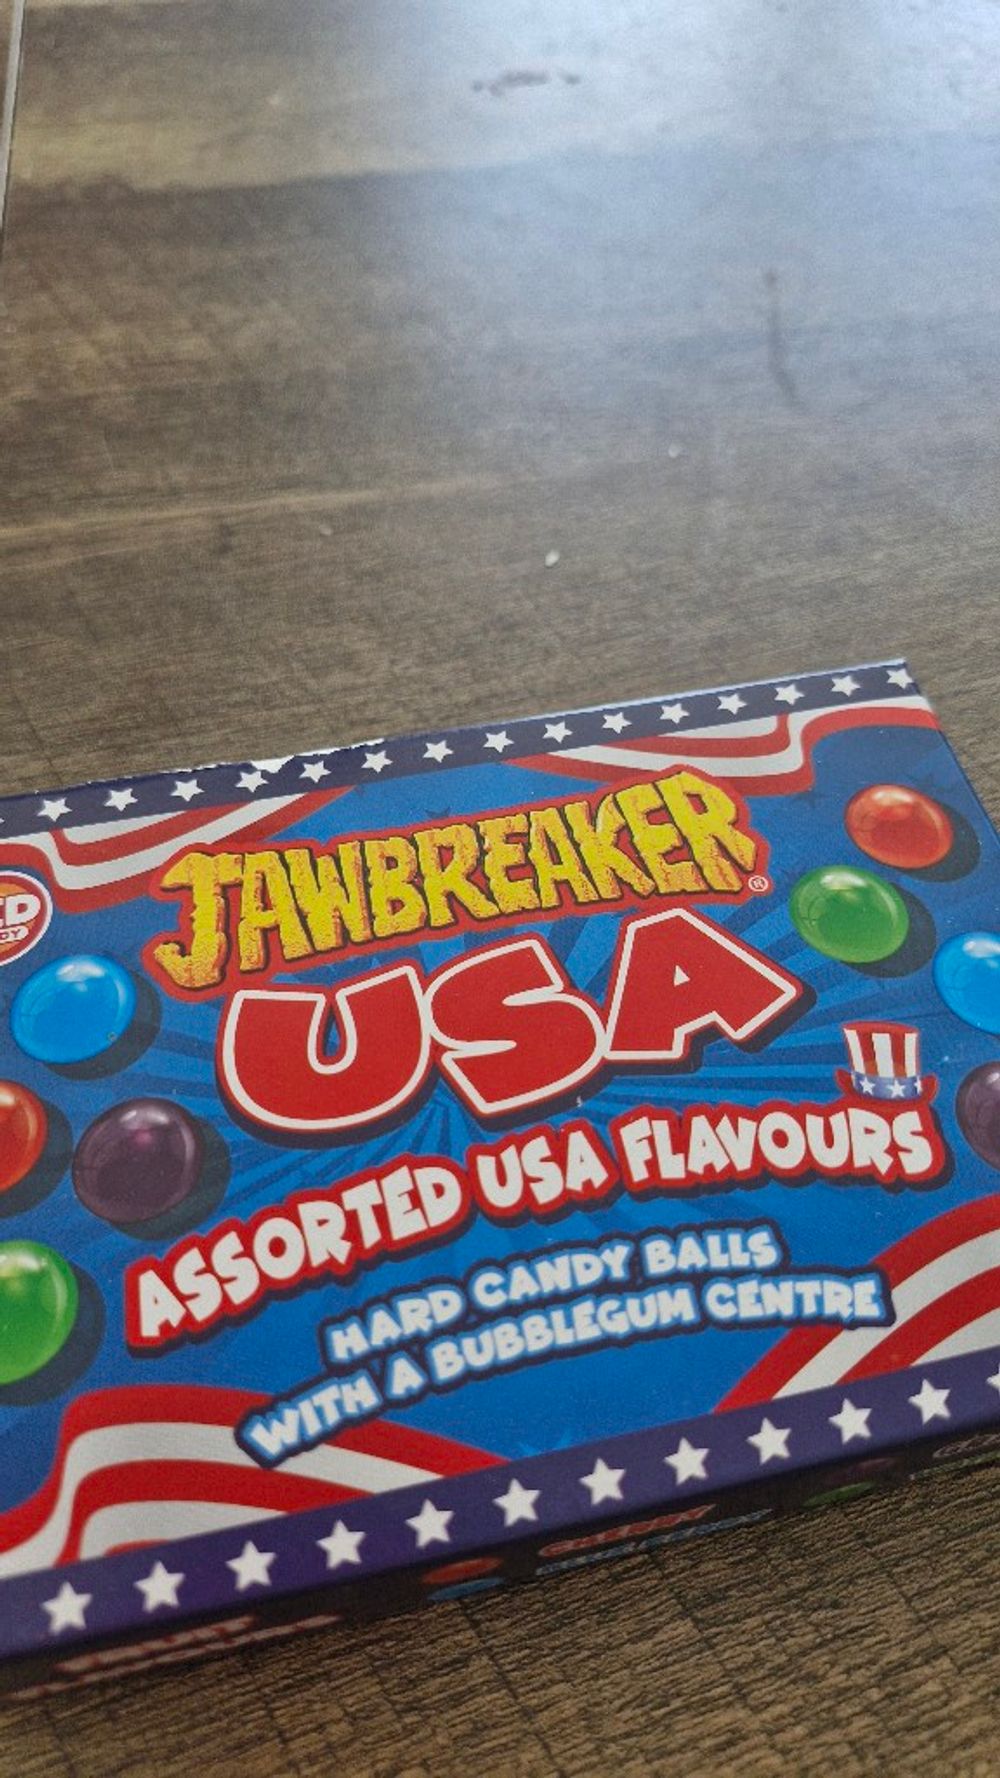 JAWBREAKER®
USA
ASSORTED USA FLAVOURS
HARD CANDY BALLS
WITH A BUBBLEGUM CENTRE